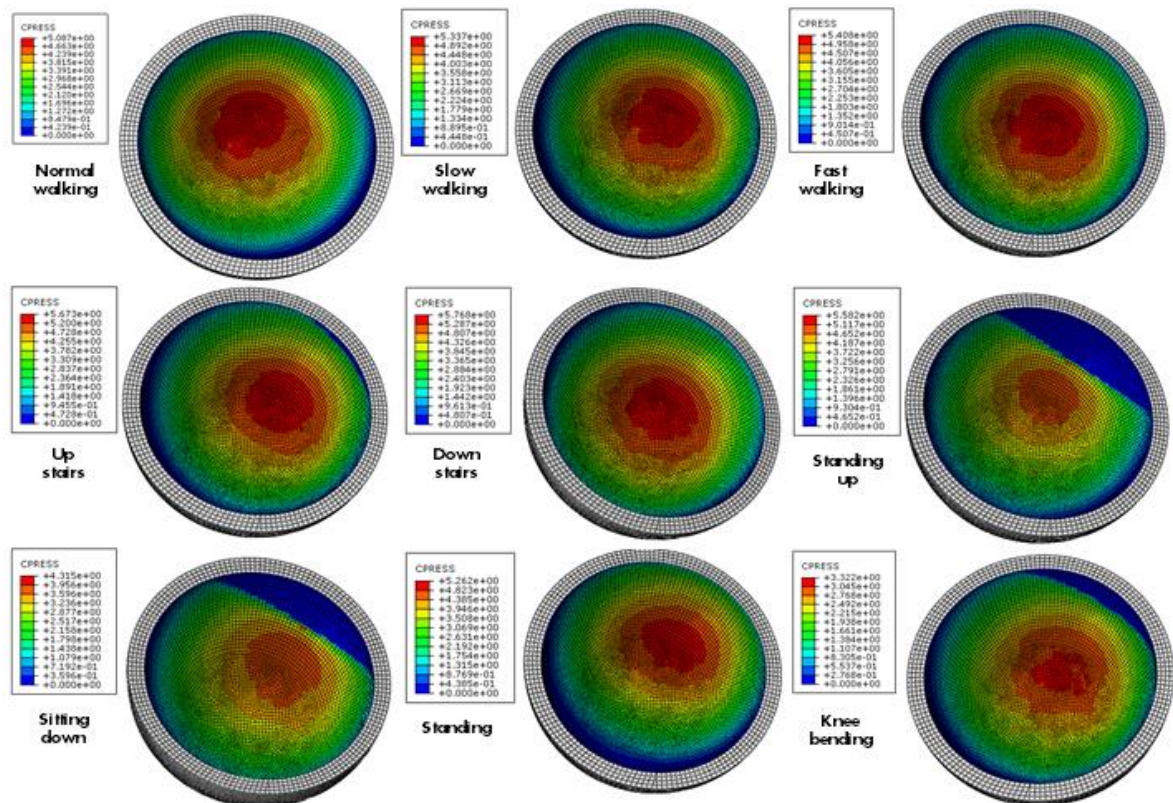 CPRESS
+5.087e+00
+4.663e+00
+4.239e+00
+3.815e+00
+3.391e+00
+2.968e+00
+2.544e+00
+2.120e+00
+1.696e+00
+1.272e+00
+8.479e-01
+4.239e-01
+0.000e+00
Normal
walking
CPRESS
+5.337e+00
+4.892e+00
+4.448e+00
+4.003e+00
+3.558e+00
+3.113e+00
+2.669e+00
+2.224e+00
+1.779e+00
+1.334e+00
+8.895e-01
+4.448e-01
+0.000e+00
Slow
walking
CPRESS
+5.408e+00
+4.958e+00
+4.507e+00
+4.056e+00
+3.605e+00
+3.155e+00
+2.704e+00
+2.253e+00
+1.803e+00
+1.352e+00
+9.014e-01
+4.507e-01
+0.000e+00
Fast
walking
CPRESS
+5.673e+00
+5.200e+00
+4.728e+00
+4.255e+00
+3.782e+00
+3.309e+00
+2.837e+00
+2.364e+00
+1.891e+00
+1.418e+00
+9.455e-01
+4.728e-01
+0.000e+00
Up
stairs
CPRESS
+5.768e+00
+5.287e+00
+4.807e+00
+4.326e+00
+3.845e+00
+3.365e+00
+2.884e+00
+2.403e+00
+1.923e+00
+1.442e+00
+9.613e-01
+4.807e-01
+0.000e+00
Down
stairs
CPRESS
+5.582e+00
+5.117e+00
+4.652e+00
+4.187e+00
+3.722e+00
+3.256e+00
+2.791e+00
+2.326e+00
+1.861e+00
+1.396e+00
+9.304e-01
+4.652e-01
+0.000e+00
Standing
up
CPRESS
+4.315e+00
+3.956e+00
+3.596e+00
+3.236e+00
+2.877e+00
+2.517e+00
+2.158e+00
+1.798e+00
+1.438e+00
+1.079e+00
+7.192e-01
+3.596e-01
+0.000e+00
Sitting
down
CPRESS
+5.262e+00
+4.823e+00
+4.385e+00
+3.946e+00
+3.508e+00
+3.069e+00
+2.631e+00
+2.192e+00
+1.754e+00
+1.315e+00
+8.769e-01
+4.385e-01
+0.000e+00
Standing
CPRESS
+3.322e+00
+3.045e+00
+2.768e+00
+2.492e+00
+2.215e+00
+1.938e+00
+1.661e+00
+1.384e+00
+1.107e+00
+8.305e-01
+5.537e-01
+2.768e-01
+0.000e+00
Knee
bending